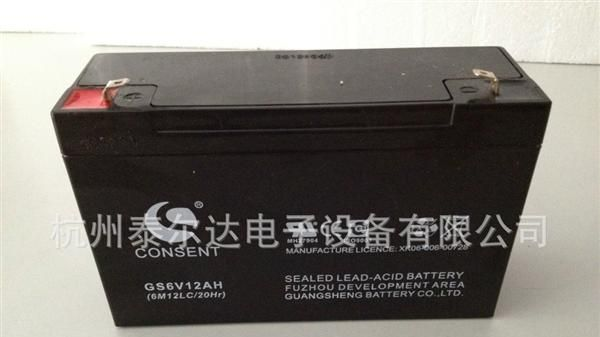 CONSENT
GS6V12AH
(6M12LC/20Hr)
MH27904
MANUFACTURE LICENCE: XK06-006-00728
SEALED LEAD-ACID BATTERY
FUZHOU DEVELOPMENT AREA
GUANGSHENG BATTERY CO.,LTD
杭州泰尔达电子设备有限公司